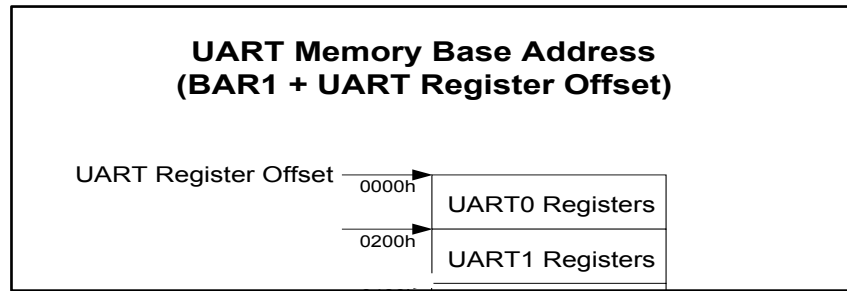 UART Memory Base Address
(BAR1 + UART Register Offset)
UART Register Offset
0000h
UART0 Registers
0200h
UART1 Registers